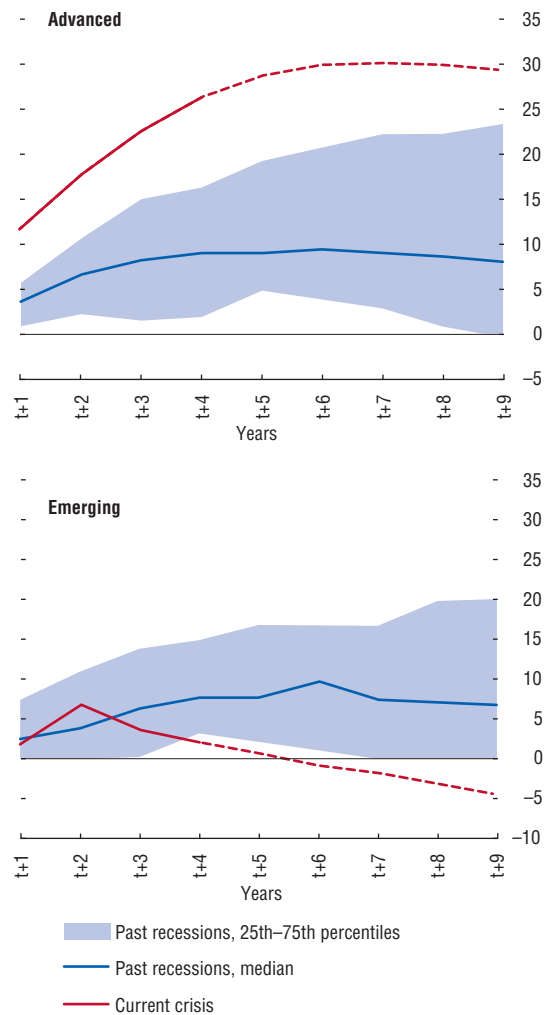 Advanced
35
30
25
20
15
10
5
0
–5
t+1 t+2 t+3 t+4 t+5 t+6 t+7 t+8 t+9
Years
Emerging
35
30
25
20
15
10
5
0
–5
–10
t+1 t+2 t+3 t+4 t+5 t+6 t+7 t+8 t+9
Years
Past recessions, 25th–75th percentiles
Past recessions, median
Current crisis